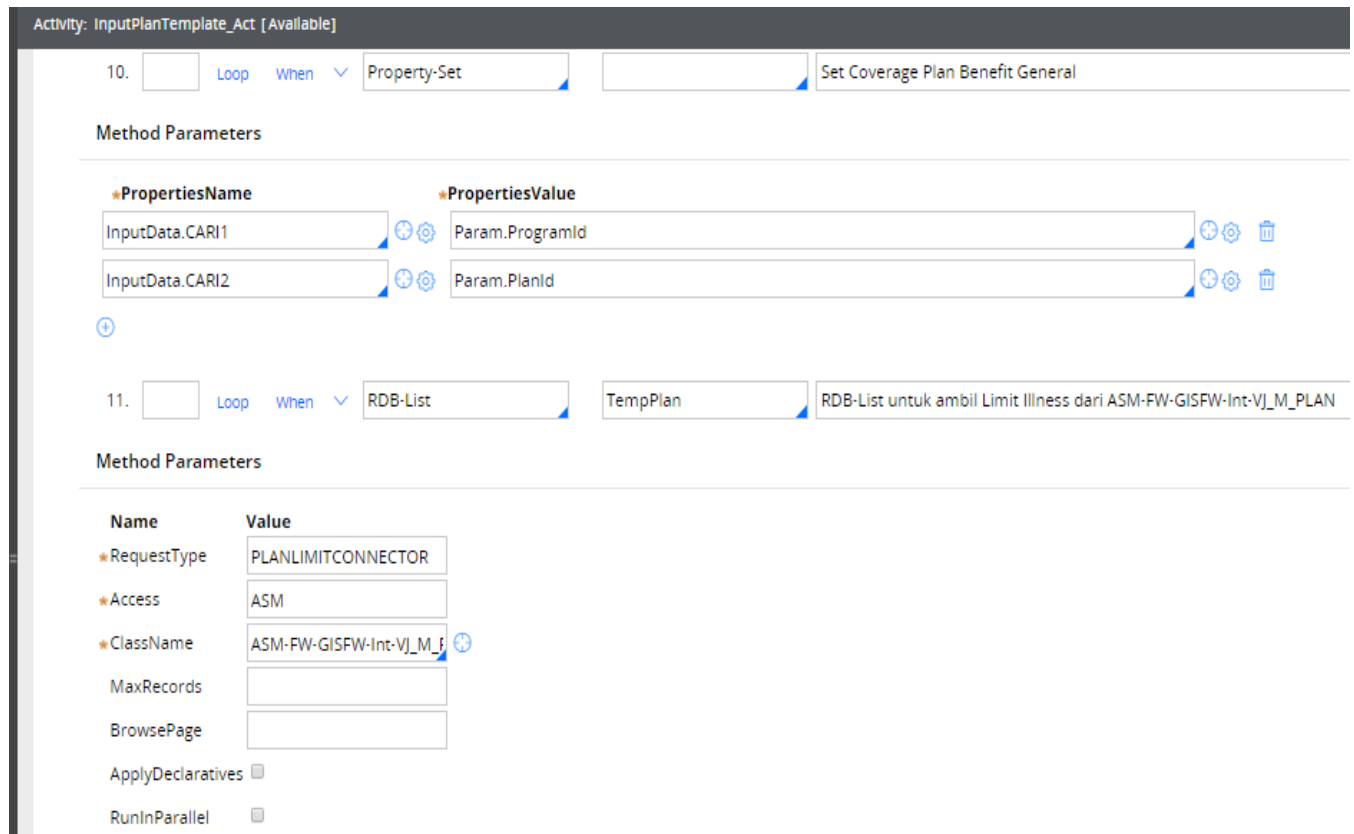 Activity: InputPlanTemplate_Act [Available]
10. Loop When Property-Set Set Coverage Plan Benefit General
Method Parameters
*PropertiesName *PropertiesValue
InputData.CARI1 Param.ProgramId
InputData.CARI2 Param.PlanId
11. Loop When RDB-List TempPlan RDB-List untuk ambil Limit Illness dari ASM-FW-GISFW-Int-VJ_M_PLAN
Method Parameters
Name Value
*RequestType PLANLIMITCONNECTOR
*Access ASM
*ClassName ASM-FW-GISFW-Int-VJ_M_
MaxRecords
BrowsePage
ApplyDeclaratives
RunInParallel